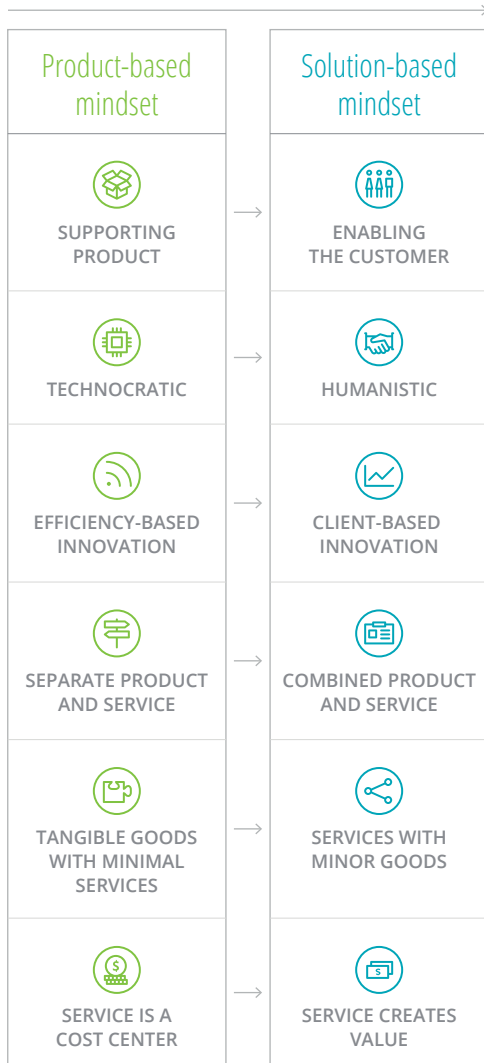 Product-based
mindset
Solution-based
mindset
SUPPORTING
PRODUCT
ENABLING
THE CUSTOMER
TECHNOCRATIC
HUMANISTIC
EFFICIENCY-BASED
INNOVATION
CLIENT-BASED
INNOVATION
SEPARATE PRODUCT
AND SERVICE
COMBINED PRODUCT
AND SERVICE
TANGIBLE GOODS
WITH MINIMAL
SERVICES
SERVICES WITH
MINOR GOODS
$
SERVICE IS A
COST CENTER
$
SERVICE CREATES
VALUE